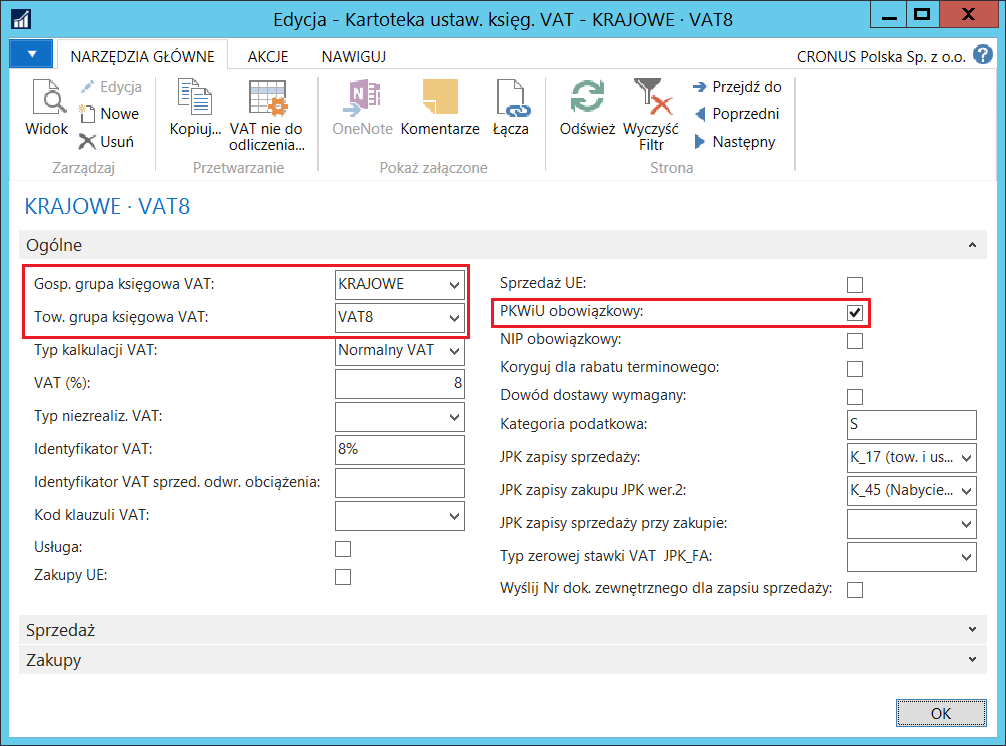 Edycja - Kartoteka ustaw. księg. VAT - KRAJOWE · VAT8
NARZĘDZIA GŁÓWNE AKCJE NAWIGUJ CRONUS Polska Sp. z o.o.
Widok
Edycja
Nowe
Usuń
Zarządzaj
Kopiuj...
VAT nie do
odliczenia...
Przetwarzanie
OneNote
Komentarze
Łącza
Pokaż załączone
Odśwież
Wyczyść
Filtr
Przejdź do
Poprzedni
Następny
Strona
KRAJOWE · VAT8
Ogólne
Gosp. grupa księgowa VAT: KRAJOWE
Tow. grupa księgowa VAT: VAT8
Typ kalkulacji VAT: Normalny VAT
VAT (%): 8
Typ niezrealiz. VAT:
Identyfikator VAT: 8%
Identyfikator VAT sprzed. odwr. obciążenia:
Kod klauzuli VAT:
Usługa:
Zakupy UE:
Sprzedaż UE:
PKWiU obowiązkowy:
NIP obowiązkowy:
Koryguj dla rabatu terminowego:
Dowód dostawy wymagany:
Kategoria podatkowa: S
JPK zapisy sprzedaży: K_17 (tow. i us...
JPK zapisy zakupu JPK wer.2: K_45 (Nabycie...
JPK zapisy sprzedaży przy zakupie:
Typ zerowej stawki VAT JPK_FA:
Wyślij Nr dok. zewnętrznego dla zapsiu sprzedaży:
Sprzedaż
Zakupy
OK